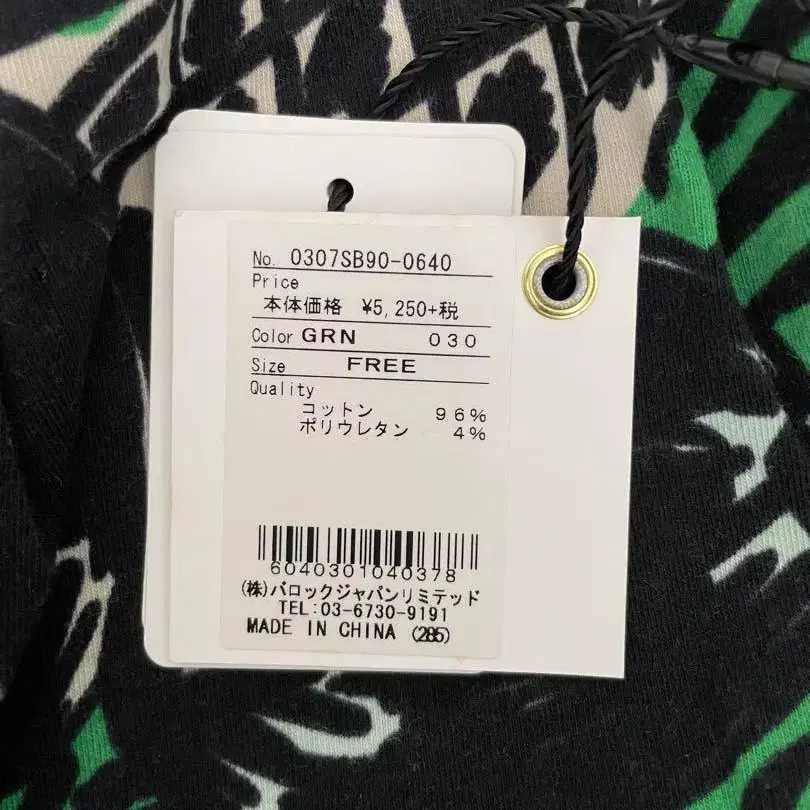 No. 0307SB90-0640
Price
本体価格 ¥5,250+税
Color GRN 030
Size FREE
Quality
コットン 96%
ポリウレタン 4%
6040301040378
(株)バロックジャパンリミテッド
TEL:03-6730-9191
MADE IN CHINA (285)